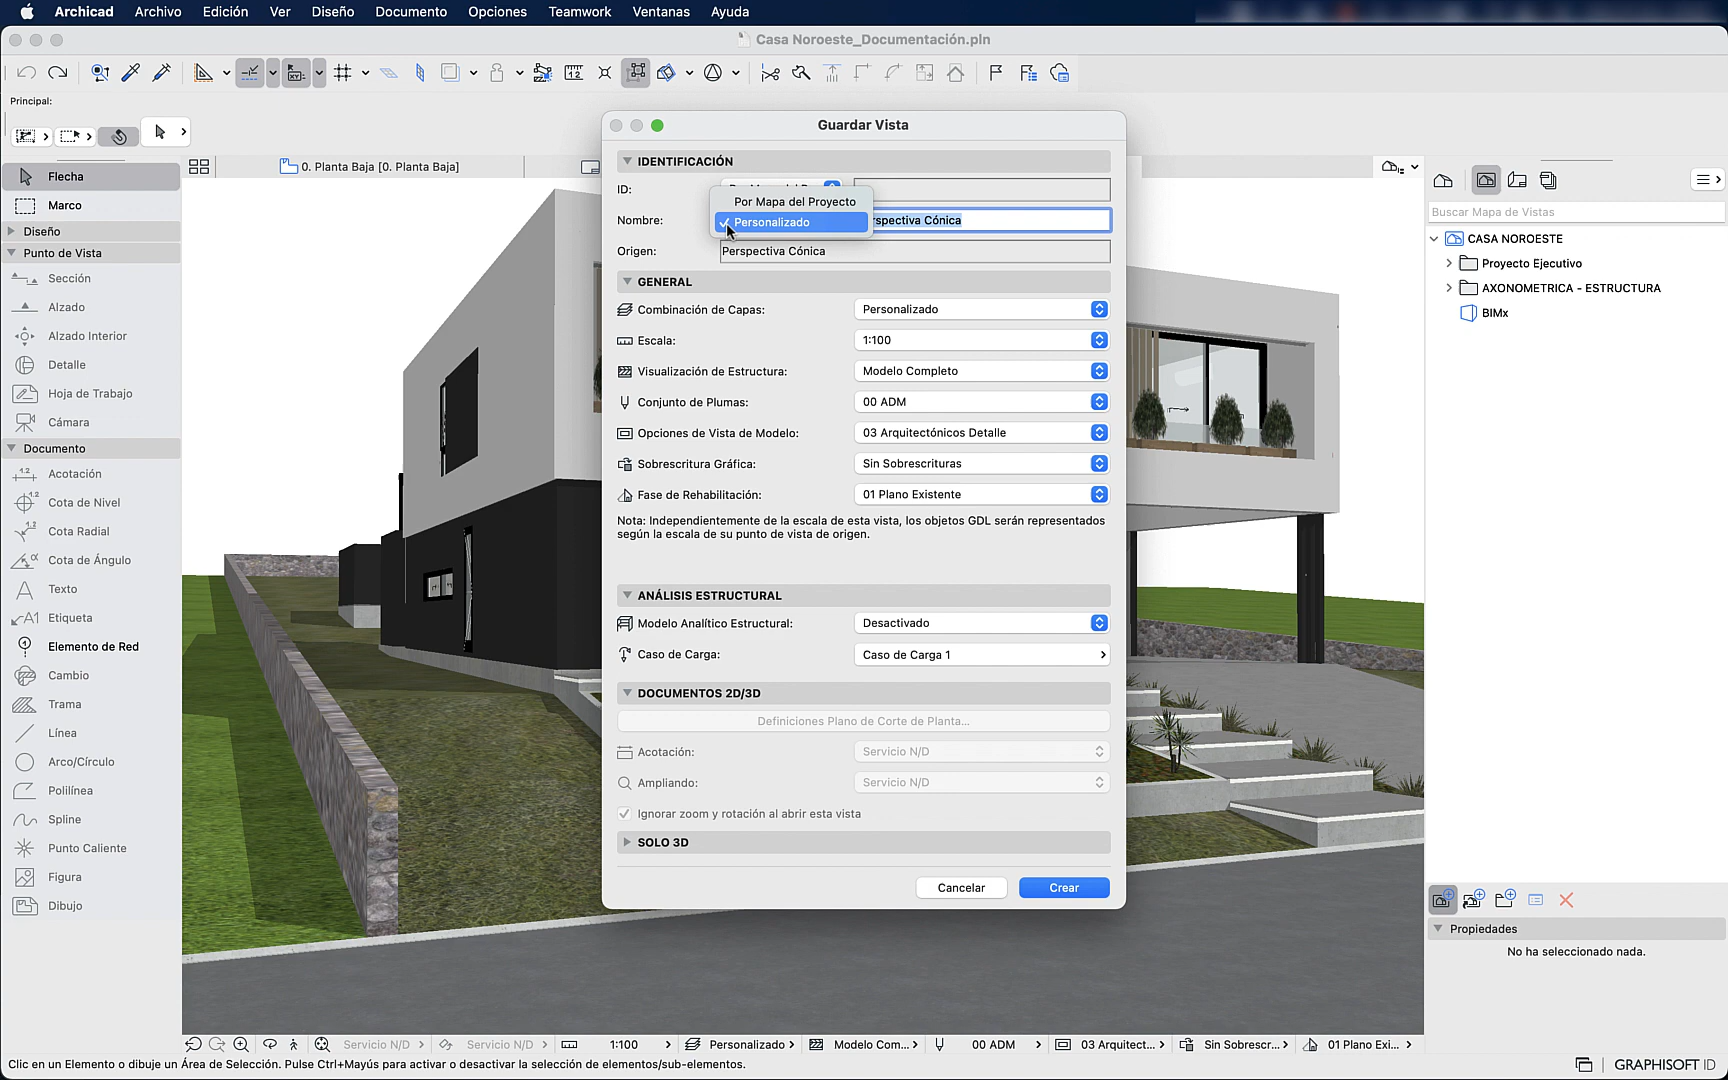 Archicad Archivo Edición Ver Diseño Documento Opciones Teamwork Ventanas Ayuda
Casa Noroeste_Documentación.pln
Principal:
0. Planta Baja [0. Planta Baja]
Flecha
Marco
Diseño
Punto de Vista
Sección
Alzado
Alzado Interior
Detalle
Hoja de Trabajo
Cámara
Documento
Acotación
Cota de Nivel
Cota Radial
Cota de Ángulo
Texto
Etiqueta
Elemento de Red
Cambio
Trama
Línea
Arco/Círculo
Polilínea
Spline
Punto Caliente
Figura
Dibujo
Guardar Vista
IDENTIFICACIÓN
ID:
Por Mapa del Proyecto
Personalizado
Nombre: Perspectiva Cónica
Origen: Perspectiva Cónica
GENERAL
Combinación de Capas: Personalizado
Escala: 1:100
Visualización de Estructura: Modelo Completo
Conjunto de Plumas: 00 ADM
Opciones de Vista de Modelo: 03 Arquitectónicos Detalle
Sobrescritura Gráfica: Sin Sobrescrituras
Fase de Rehabilitación: 01 Plano Existente
Nota: Independientemente de la escala de esta vista, los objetos GDL serán representados
según la escala de su punto de vista de origen.
ANÁLISIS ESTRUCTURAL
Modelo Analítico Estructural: Desactivado
Caso de Carga: Caso de Carga 1
DOCUMENTOS 2D/3D
Definiciones Plano de Corte de Planta...
Acotación: Servicio N/D
Ampliando: Servicio N/D
Ignorar zoom y rotación al abrir esta vista
SOLO 3D
Cancelar Crear
Buscar Mapa de Vistas
CASA NOROESTE
Proyecto Ejecutivo
AXONOMETRICA - ESTRUCTURA
BIMx
Propiedades
No ha seleccionado nada.
Servicio N/D Servicio N/D 1:100 Personalizado Modelo Com... 00 ADM 03 Arquitect... Sin Sobrescr... 01 Plano Exi...
Clic en un Elemento o dibuje un Área de Selección. Pulse Ctrl+Mayús para activar o desactivar la selección de elementos/sub-elementos.
GRAPHISOFT ID